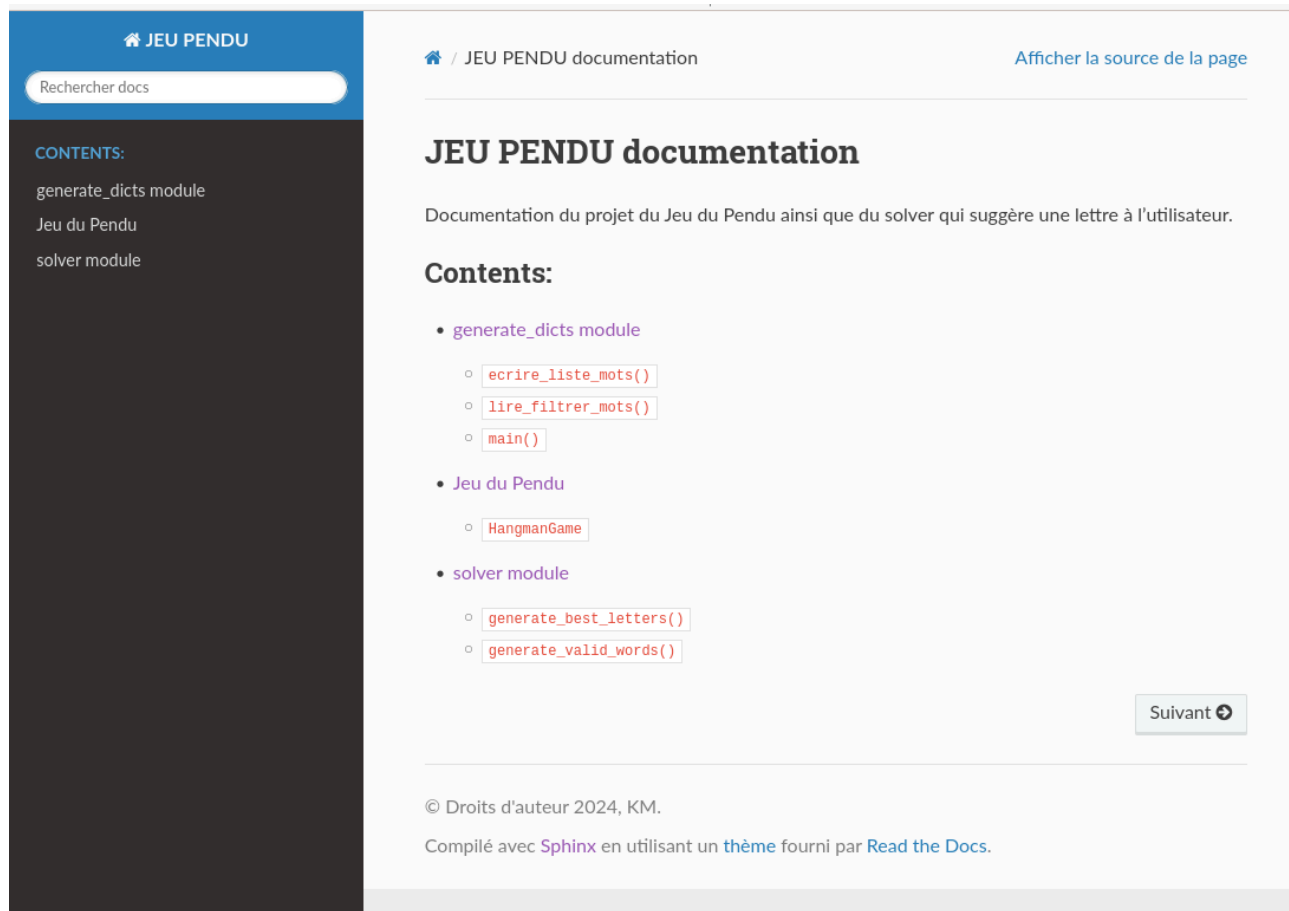 JEU PENDU
Rechercher docs
CONTENTS:
generate_dicts module
Jeu du Pendu
solver module
/ JEU PENDU documentation
Afficher la source de la page
JEU PENDU documentation
Documentation du projet du Jeu du Pendu ainsi que du solver qui suggère une lettre à l’utilisateur.
Contents:
generate_dicts module
ecrire_liste_mots()
lire_filtrer_mots()
main()
Jeu du Pendu
HangmanGame
solver module
generate_best_letters()
generate_valid_words()
Suivant
© Droits d'auteur 2024, KM.
Compilé avec Sphinx en utilisant un thème fourni par Read the Docs.